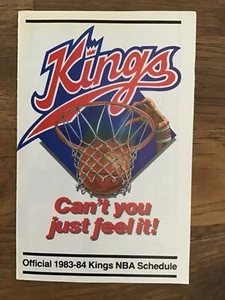 Kings
Can't you
just feel it!
Official 1983-84 Kings NBA Schedule